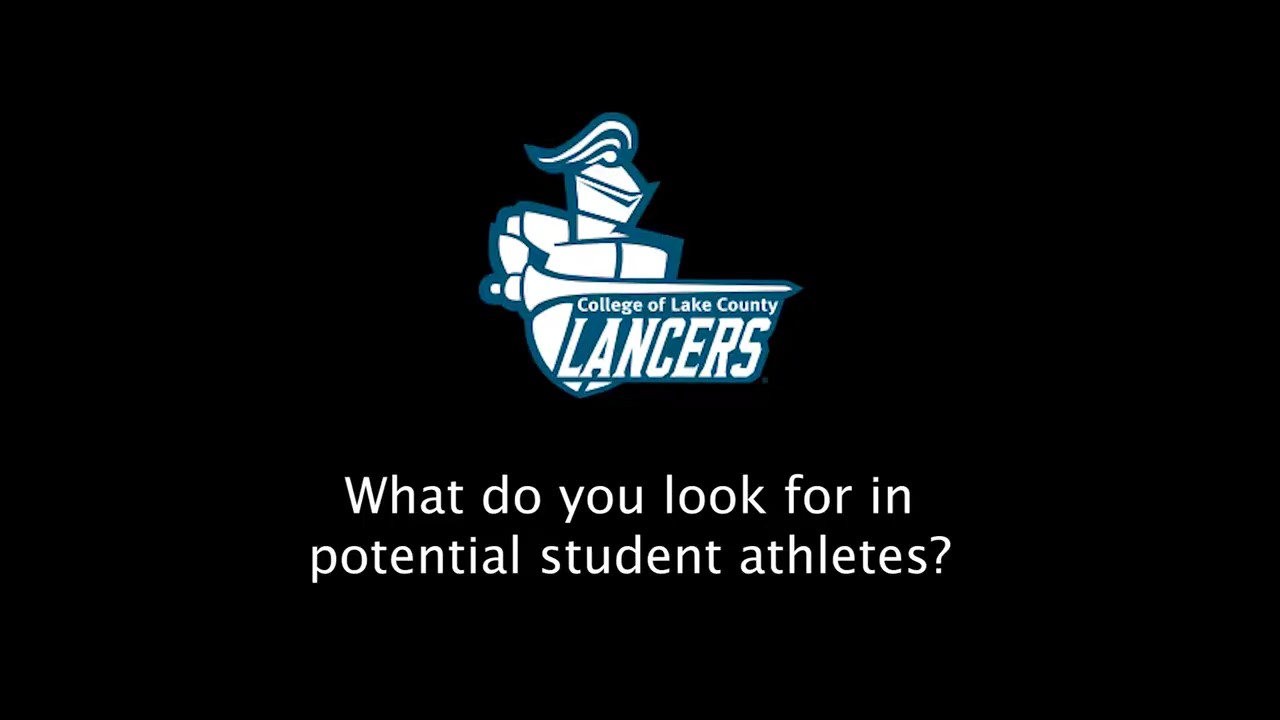 College of Lake County
LANCERS
What do you look for in
potential student athletes?